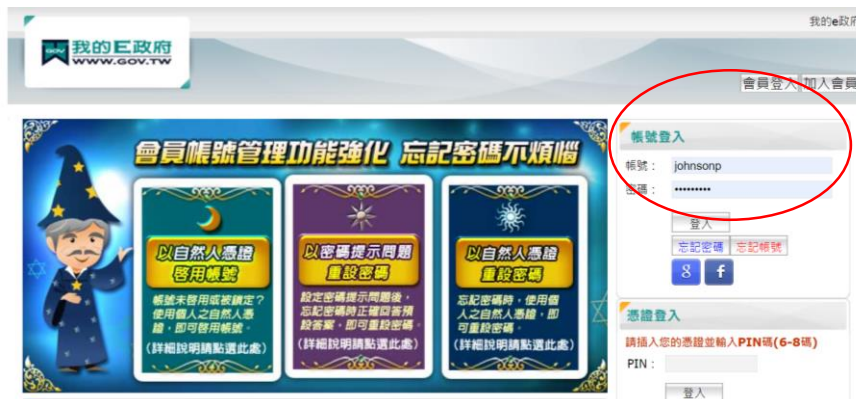 我的e政府
我的E政府
WWW.GOV.TW
會員登入 加入會員
會員帳號管理功能強化 忘記密碼不煩惱
以自然人憑證
啓用帳號
帳號未啓用或被鎖定？
使用個人之自然人憑
證，即可啓用帳號。
(詳細說明請點選此處)
以密碼提示問題
重設密碼
設定密碼提示問題後，
忘記密碼時正確回答預
設答案，即可重設密碼。
(詳細說明請點選此處)
以自然人憑證
重設密碼
忘記密碼時，使用個
人之自然人憑證，即
可重設密碼。
(詳細說明請點選此處)
帳號登入
帳號： johnsonp
密碼： •••••••••
登入
忘記密碼 忘記帳號
8 f
憑證登入
請插入您的憑證並輸入PIN碼(6-8碼)
PIN：
登入